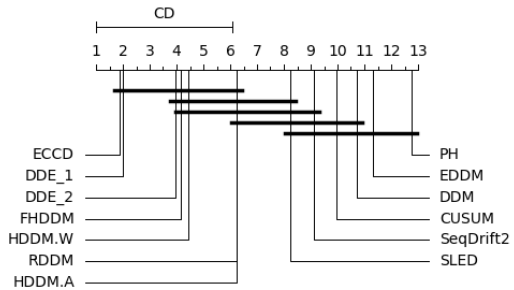 CD
1 2 3 4 5 6 7 8 9 10 11 12 13
ECCD PH
DDE_1 EDDM
DDE_2 DDM
FHDDM CUSUM
HDDM.W SeqDrift2
RDDM SLED
HDDM.A